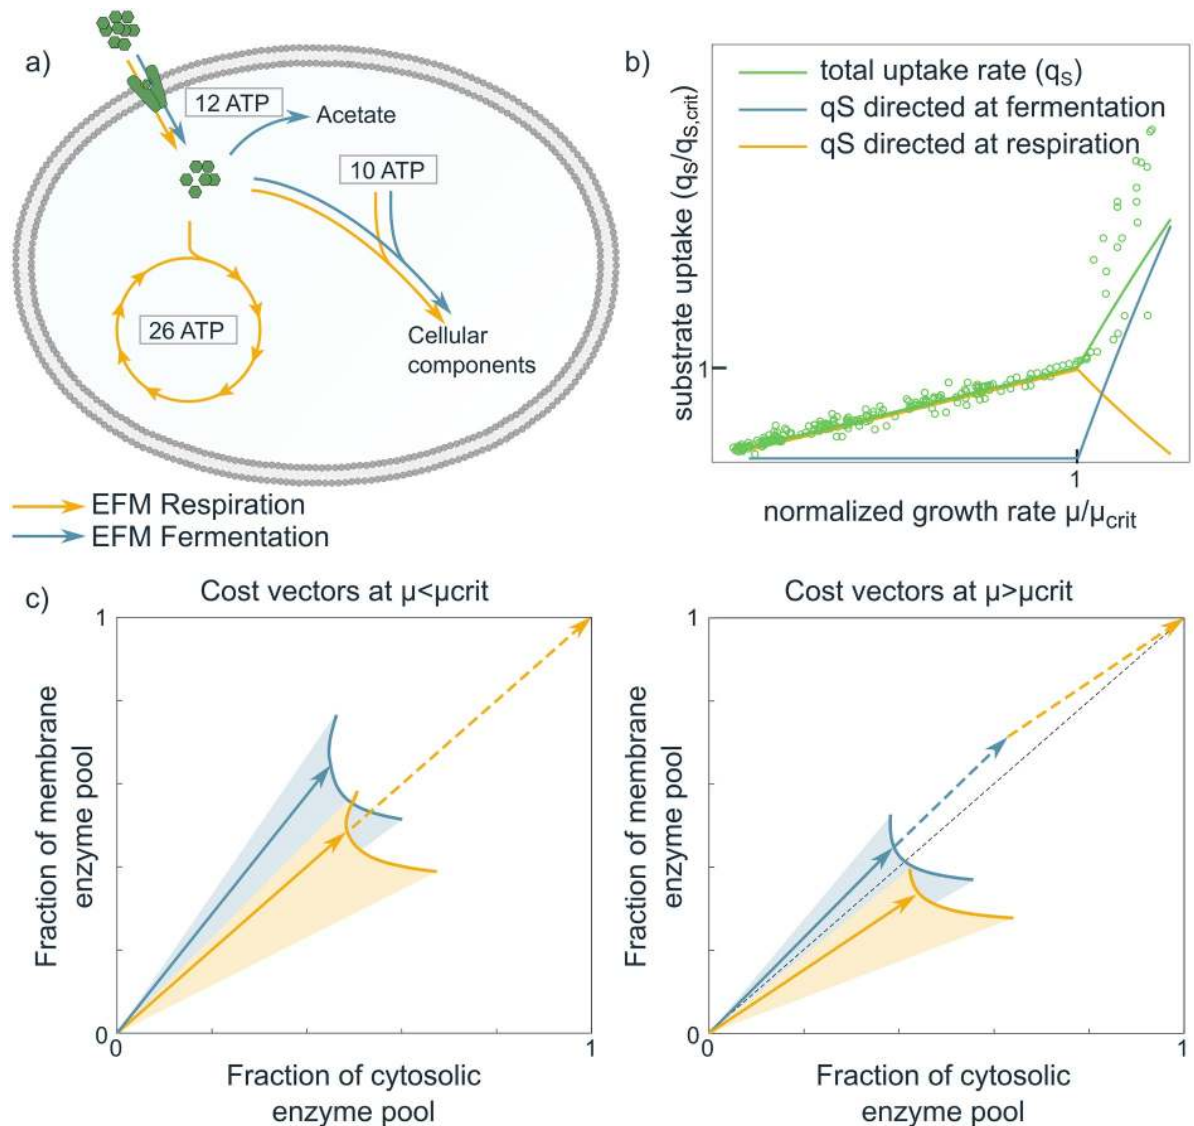 a)
12 ATP
Acetate
10 ATP
26 ATP
Cellular
components
EFM Respiration
EFM Fermentation
b)
total uptake rate (qS)
qS directed at fermentation
qS directed at respiration
substrate uptake (qS/qS,crit)
1
1
normalized growth rate μ/μcrit
c)
Cost vectors at μ<μcrit
1
Fraction of membrane
enzyme pool
0
0
1
Fraction of cytosolic
enzyme pool
Cost vectors at μ>μcrit
1
Fraction of membrane
enzyme pool
0
0
1
Fraction of cytosolic
enzyme pool